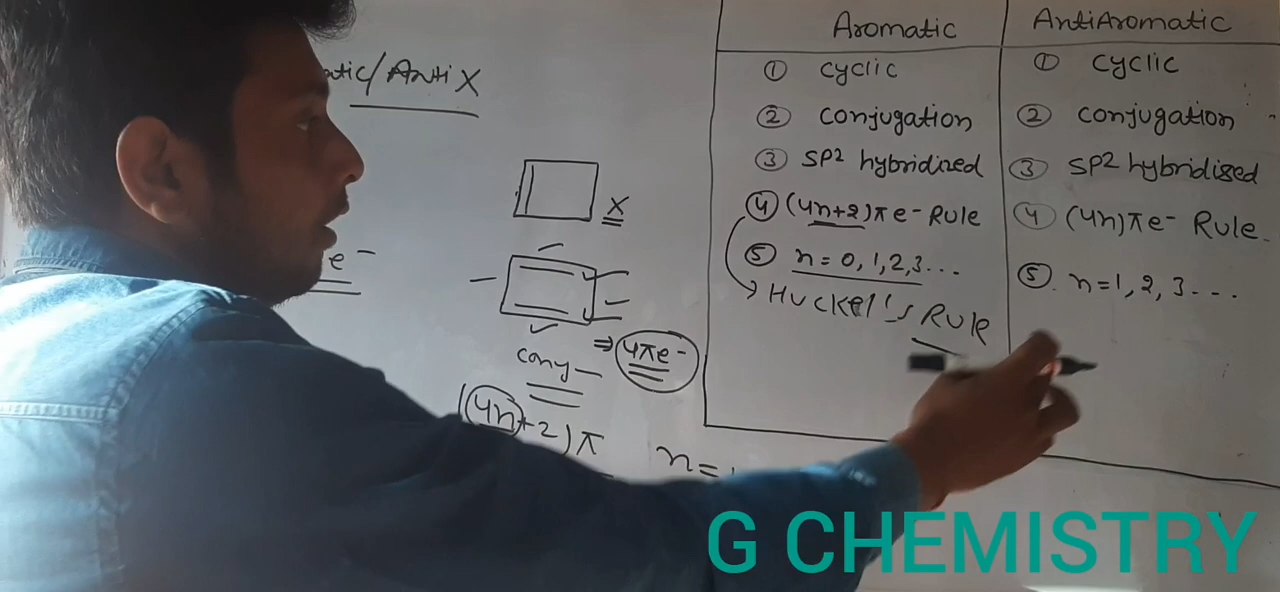 Aromatic
① cyclic
② conjugation
③ SP2 hybridized
④ (4n+2)πe- Rule
⑤ n = 0, 1, 2, 3...
Huckel's Rule
AntiAromatic
① cyclic
② conjugation
③ SP2 hybridized
④ (4n)πe- Rule.
⑤. n=1, 2, 3---
tic/Anti X
X
e-
⇒ 4πe-
conj-
(4n+2)π
n=
G CHEMISTRY